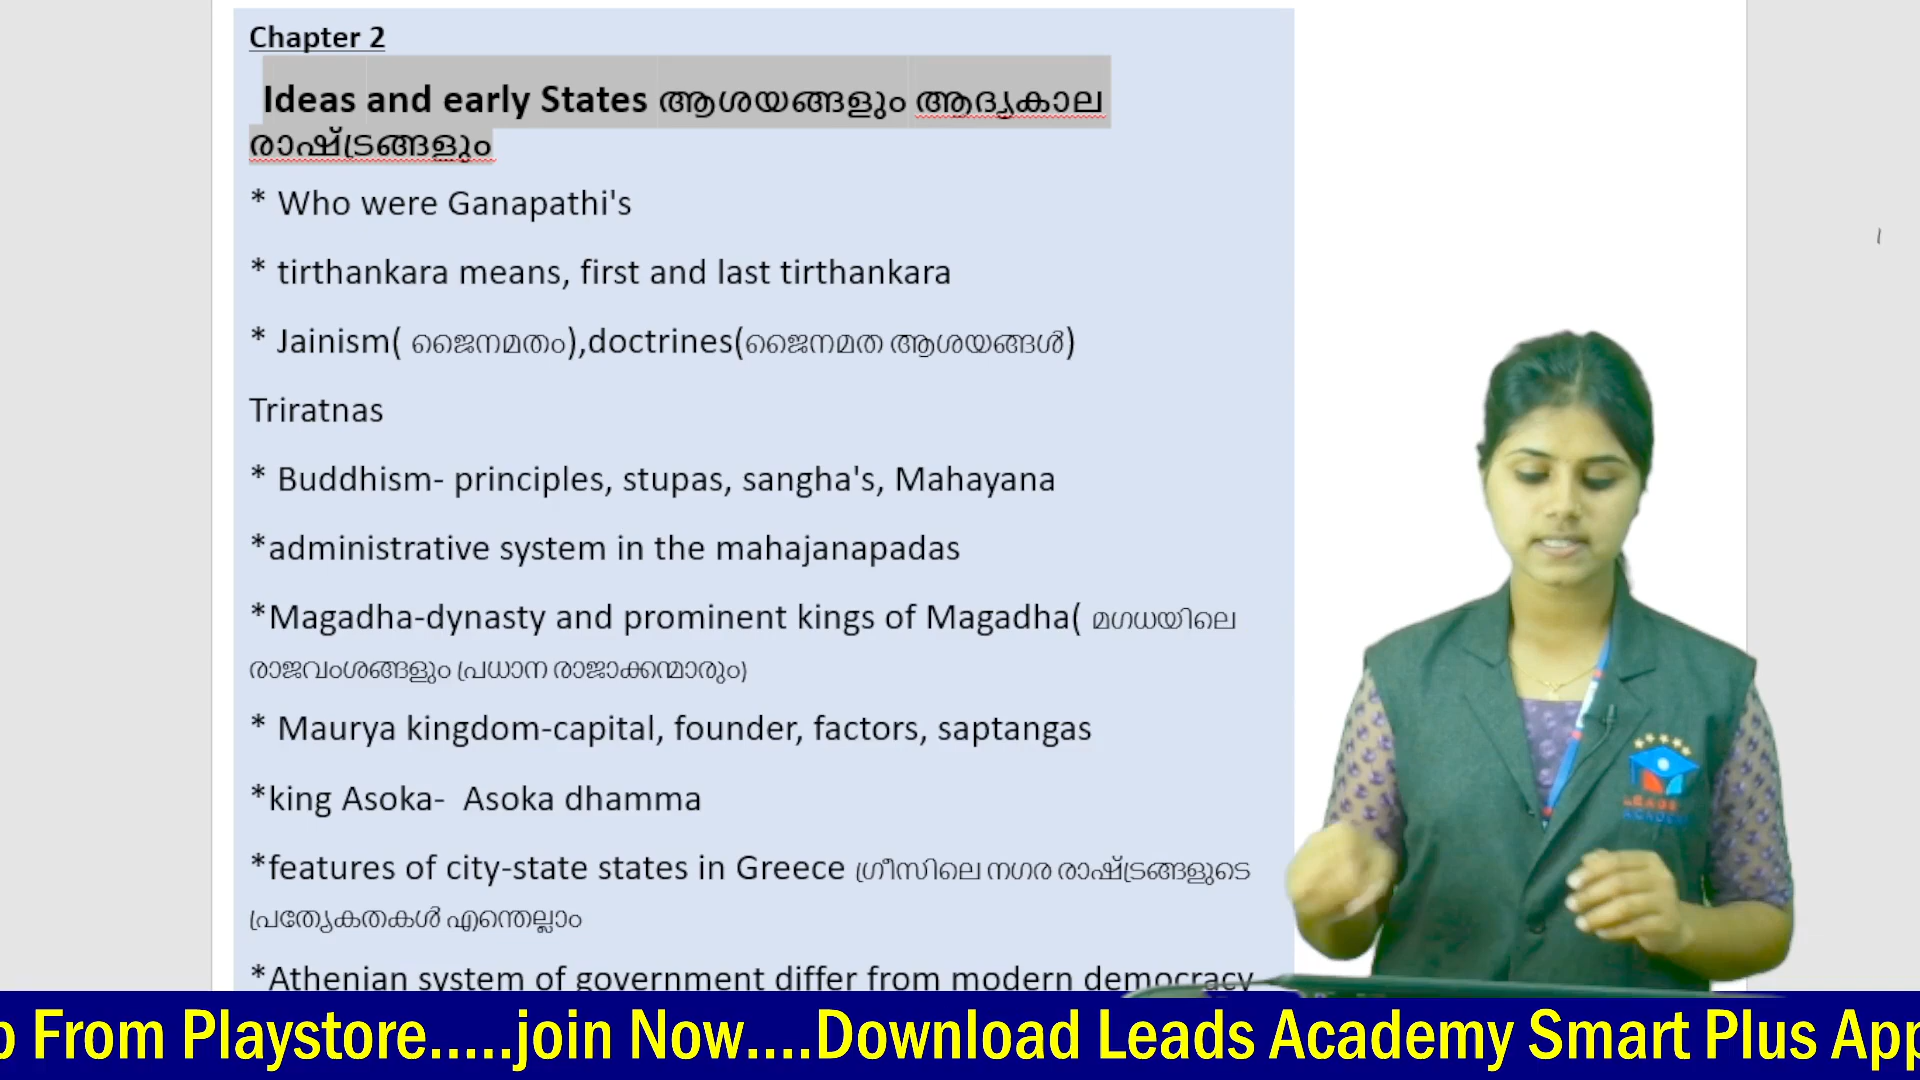 Chapter 2
Ideas and early States ആശയങ്ങളും ആദ്യകാല
രാഷ്ട്രങ്ങളും
* Who were Ganapathi's
* tirthankara means, first and last tirthankara
* Jainism( ജൈനമതം),doctrines(ജൈനമത ആശയങ്ങൾ)
Triratnas
* Buddhism- principles, stupas, sangha's, Mahayana
*administrative system in the mahajanapadas
*Magadha-dynasty and prominent kings of Magadha( മഗധയിലെ
രാജവംശങ്ങളും പ്രധാന രാജാക്കന്മാരും)
* Maurya kingdom-capital, founder, factors, saptangas
*king Asoka-  Asoka dhamma
*features of city-state states in Greece ഗ്രീസിലെ നഗര രാഷ്ട്രങ്ങളുടെ
പ്രത്യേകതകൾ എന്തെല്ലാം
*Athenian system of government differ from modern democracy
LEADS
ACADEMY
From Playstore.....join Now....Download Leads Academy Smart Plus App